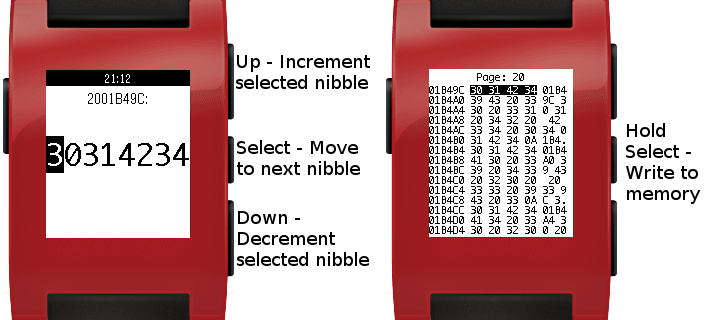 21:12
2001B49C:
30314234
Up - Increment
selected nibble
Select - Move
to next nibble
Down -
Decrement
selected nibble
Page: 20
01B49C 30 31 42 34 01B4
01B4A0 39 43 20 33 9C 3
01B4A4 30 20 33 31 0 31
01B4A8 20 34 32 20  42
01B4AC 33 34 20 30 34 0
01B4B0 31 42 34 0A 1B4.
01B4B4 30 31 42 34 01B4
01B4B8 41 30 20 33 A0 3
01B4BC 39 20 34 33 9 43
01B4C0 20 32 30 20  20
01B4C4 33 33 20 39 33 9
01B4C8 43 20 33 0A C 3.
01B4CC 30 31 42 34 01B4
01B4D0 41 34 20 33 A4 3
01B4D4 30 20 32 30 0 20
Hold
Select -
Write to
memory